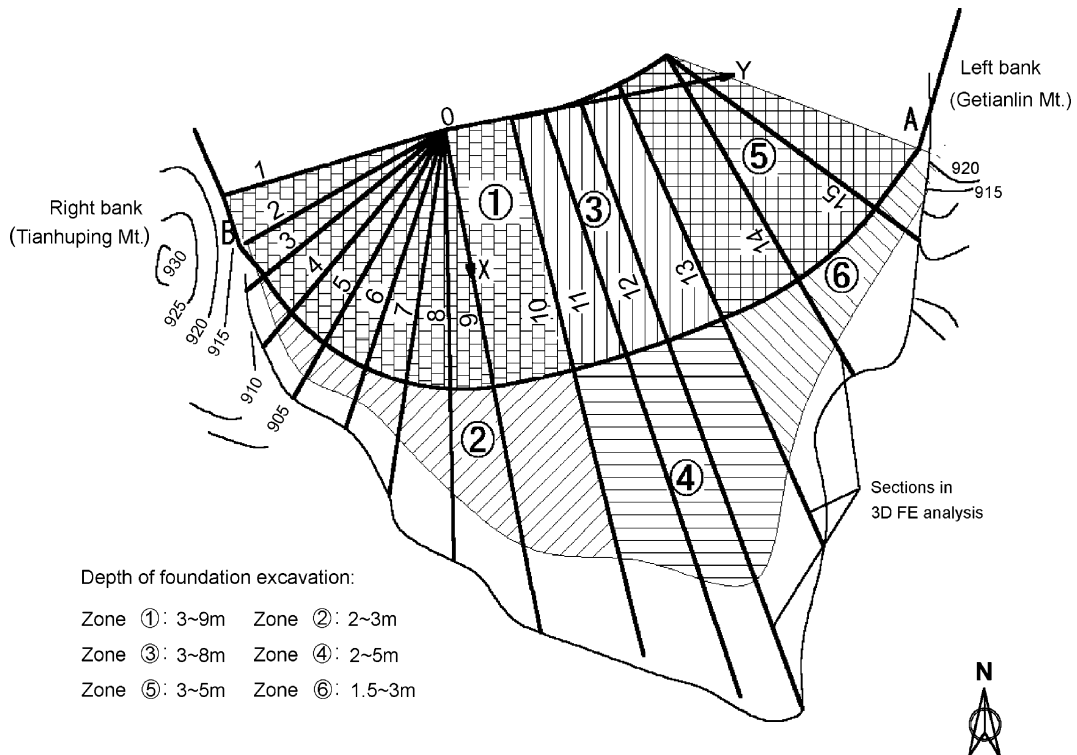 Y
Left bank
(Getianlin Mt.)
A
0
1
2
3
4
5
6
7
8
9
10
11
12
13
14
15
①
②
③
④
⑤
⑥
X
B
Right bank
(Tianhuping Mt.)
930
925
920
915
910
905
920
915
Sections in
3D FE analysis
Depth of foundation excavation:
Zone ①: 3~9m Zone ②: 2~3m
Zone ③: 3~8m Zone ④: 2~5m
Zone ⑤: 3~5m Zone ⑥: 1.5~3m
N